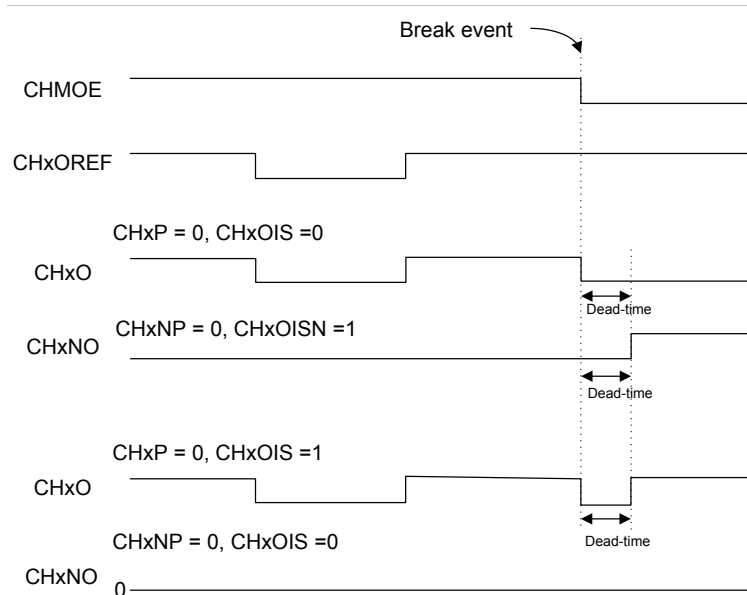 Break event
CHMOE
CHxOREF
CHxP = 0, CHxOIS =0
CHxO
Dead-time
CHxNP = 0, CHxOISN =1
CHxNO
Dead-time
CHxP = 0, CHxOIS =1
CHxO
Dead-time
CHxNP = 0, CHxOIS =0
CHxNO
0